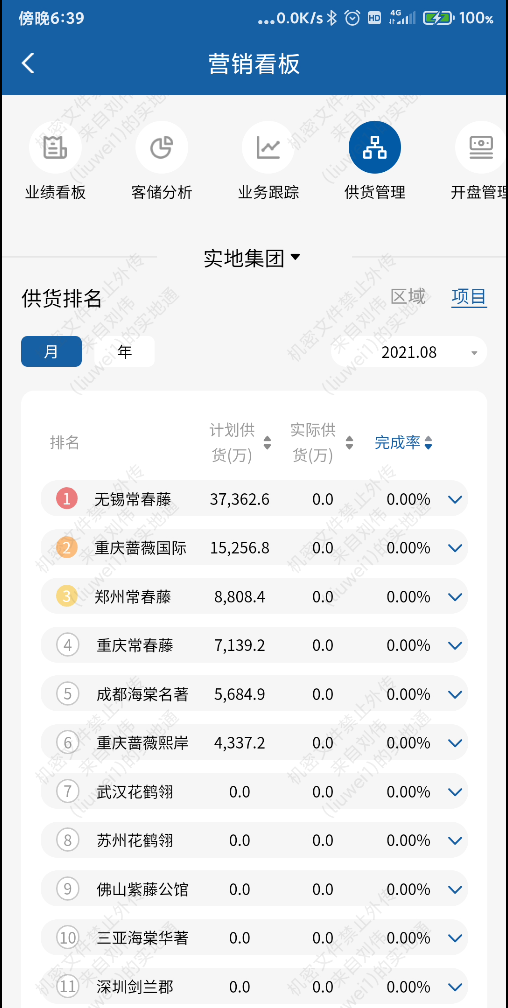 傍晚6:39
...0.0K/s HD 4G 100%
营销看板
业绩看板 客储分析 业务跟踪 供货管理 开盘管理
实地集团
供货排名 区域 项目
月 年 2021.08
排名 计划供货(万) 实际供货(万) 完成率
1 无锡常春藤 37,362.6 0.0 0.00%
2 重庆蔷薇国际 15,256.8 0.0 0.00%
3 郑州常春藤 8,808.4 0.0 0.00%
4 重庆常春藤 7,139.2 0.0 0.00%
5 成都海棠名著 5,684.9 0.0 0.00%
6 重庆蔷薇熙岸 4,337.2 0.0 0.00%
7 武汉花鹤翎 0.0 0.0 0.00%
8 苏州花鹤翎 0.0 0.0 0.00%
9 佛山紫藤公馆 0.0 0.0 0.00%
10 三亚海棠华著 0.0 0.0 0.00%
11 深圳剑兰郡 0.0 0.0 0.00%
机密文件禁止外传
来自刘伟
(liuwei1)的实地通